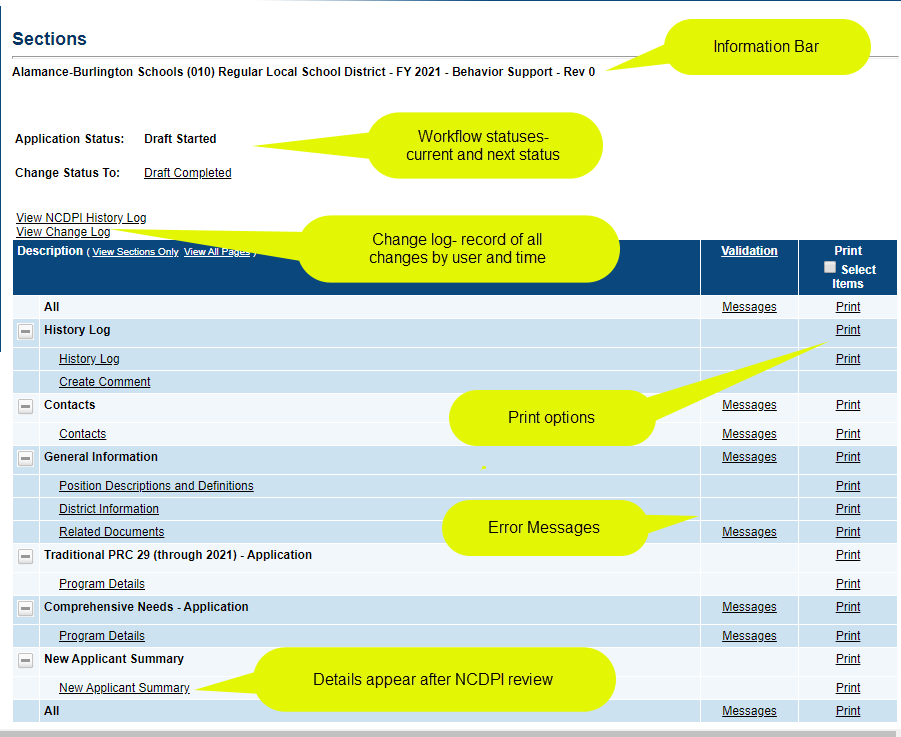 Sections
Information Bar
Alamance-Burlington Schools (010) Regular Local School District - FY 2021 - Behavior Support - Rev 0
Application Status: Draft Started
Workflow statuses-
current and next status
Change Status To: Draft Completed
View NCDPI History Log
View Change Log
Change log- record of all
changes by user and time
Description ( View Sections Only View All Pages )
Validation
Print
Select
Items
All Messages Print
History Log Print
History Log Print
Create Comment
Contacts Messages Print
Print options
Contacts Messages Print
General Information Messages Print
Position Descriptions and Definitions Print
District Information Print
Error Messages
Related Documents Messages Print
Traditional PRC 29 (through 2021) - Application Print
Program Details Print
Comprehensive Needs - Application Messages Print
Program Details Messages Print
New Applicant Summary Print
Details appear after NCDPI review
New Applicant Summary Print
All Messages Print